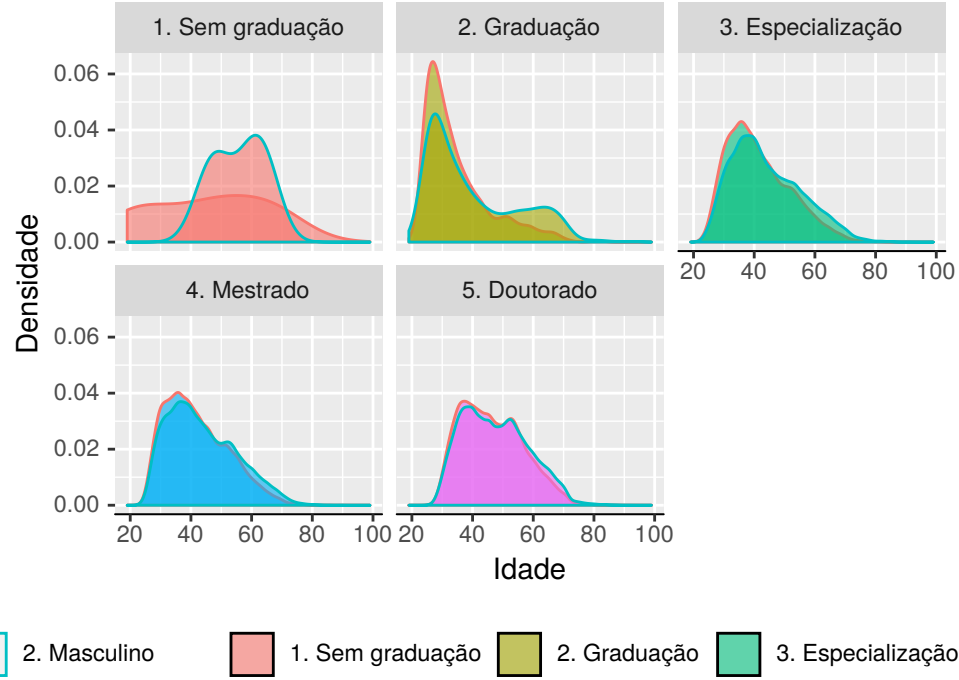 1. Sem graduação
2. Graduação
3. Especialização
0.06
0.04
0.02
0.00
20 40 60 80 100
4. Mestrado
5. Doutorado
0.06
0.04
0.02
0.00
20 40 60 80 100
20 40 60 80 100
Densidade
Idade
2. Masculino
1. Sem graduação
2. Graduação
3. Especialização